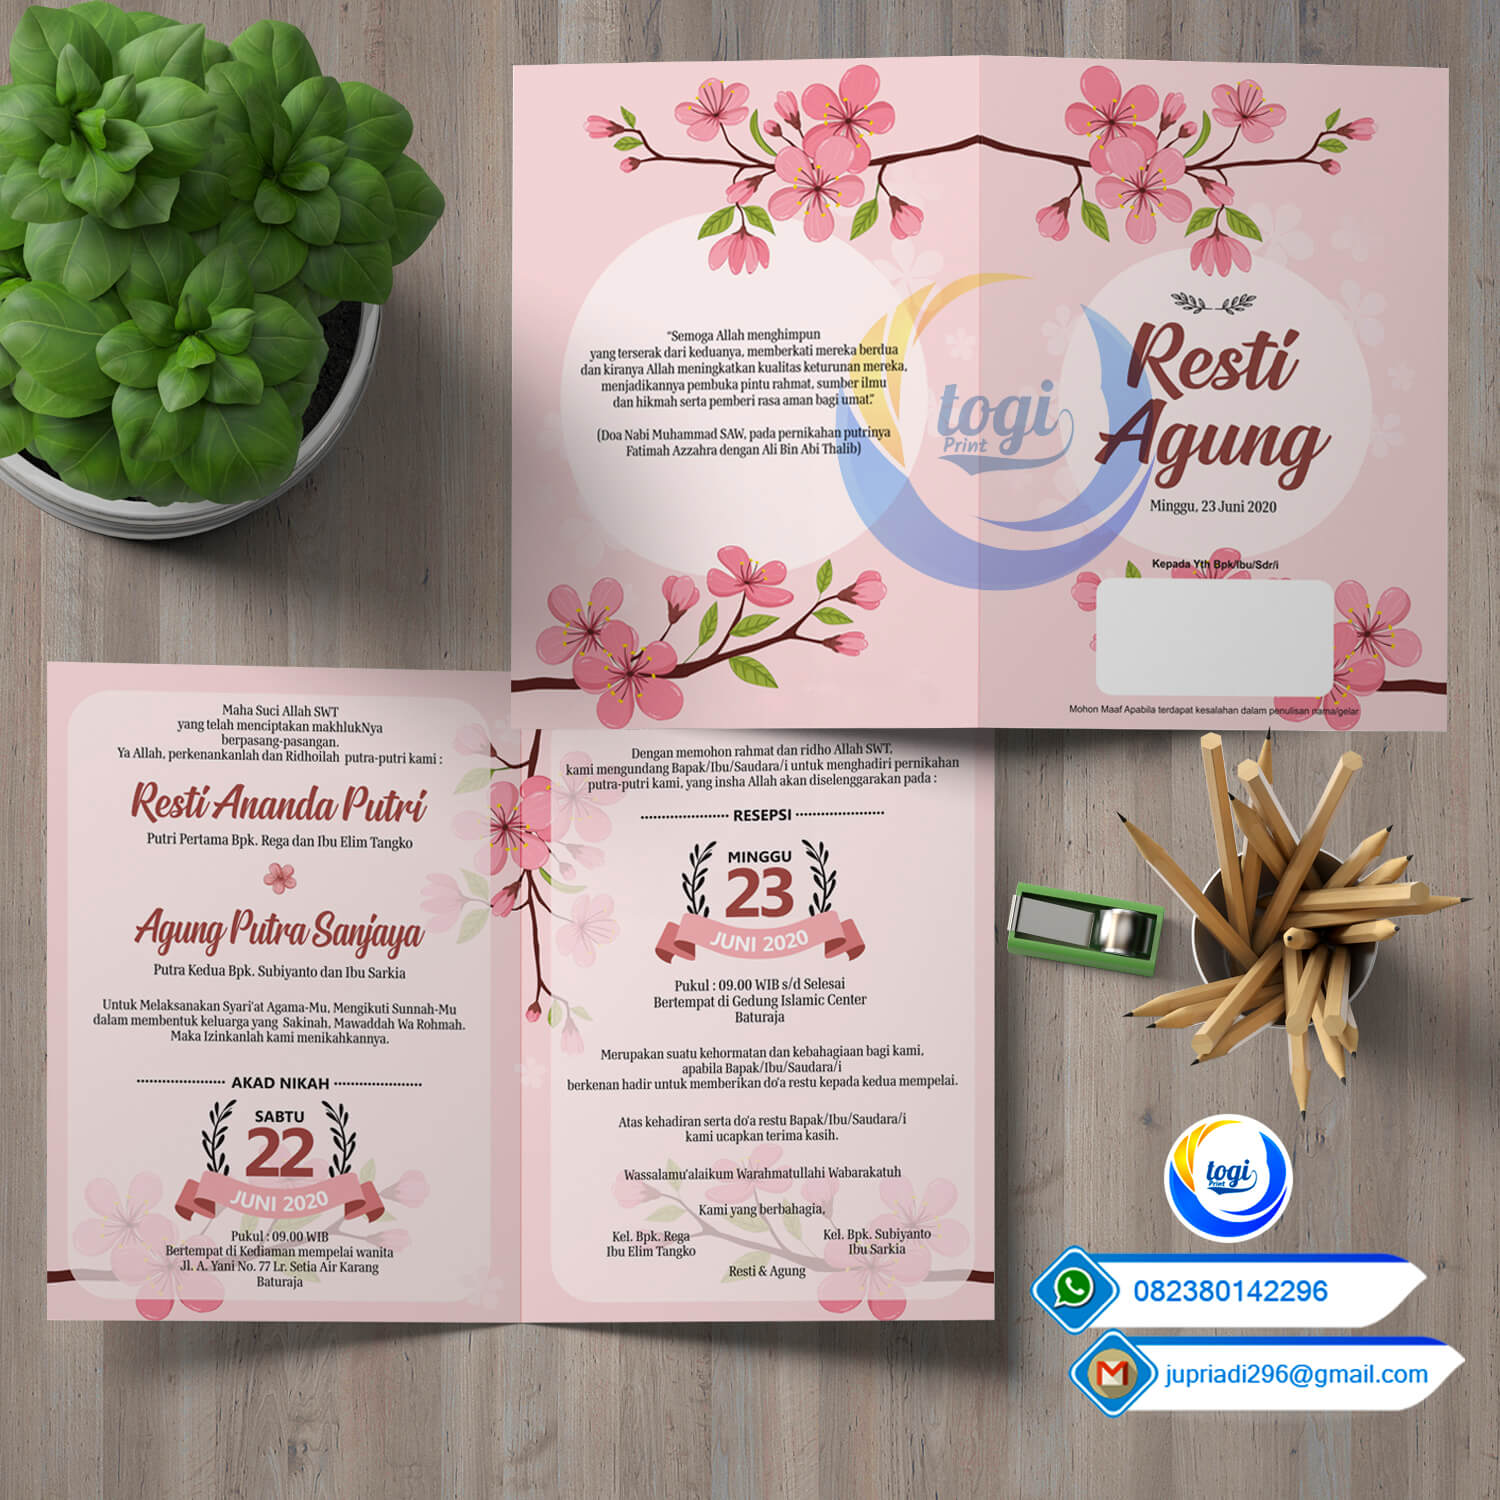 “Semoga Allah menghimpun
yang terserak dari keduanya, memberkati mereka berdua
dan kiranya Allah meningkatkan kualitas keturunan mereka,
menjadikannya pembuka pintu rahmat, sumber ilmu
dan hikmah serta pemberi rasa aman bagi umat.”
(Doa Nabi Muhammad SAW, pada pernikahan putrinya
Fatimah Azzahra dengan Ali Bin Abi Thalib)
togi
Print
Resti
Agung
Minggu, 23 Juni 2020
Kepada Yth Bpk/Ibu/Sdr/i
Mohon Maaf Apabila terdapat kesalahan dalam penulisan nama/gelar
Maha Suci Allah SWT
yang telah menciptakan makhlukNya
berpasang-pasangan.
Ya Allah, perkenankanlah dan Ridhoilah putra-putri kami :
Resti Ananda Putri
Putri Pertama Bpk. Rega dan Ibu Elim Tangko
Agung Putra Sanjaya
Putra Kedua Bpk. Subiyanto dan Ibu Sarkia
Untuk Melaksanakan Syari'at Agama-Mu, Mengikuti Sunnah-Mu
dalam membentuk keluarga yang Sakinah, Mawaddah Wa Rohmah.
Maka Izinkanlah kami menikahkannya.
AKAD NIKAH
SABTU
22
JUNI 2020
Pukul : 09.00 WIB
Bertempat di Kediaman mempelai wanita
Jl. A. Yani No. 77 Lr. Setia Air Karang
Baturaja
Dengan memohon rahmat dan ridho Allah SWT,
kami mengundang Bapak/Ibu/Saudara/i untuk menghadiri pernikahan
putra-putri kami, yang insha Allah akan diselenggarakan pada :
RESEPSI
MINGGU
23
JUNI 2020
Pukul : 09.00 WIB s/d Selesai
Bertempat di Gedung Islamic Center
Baturaja
Merupakan suatu kehormatan dan kebahagiaan bagi kami,
apabila Bapak/Ibu/Saudara/i
berkenan hadir untuk memberikan do'a restu kepada kedua mempelai.
Atas kehadiran serta do'a restu Bapak/Ibu/Saudara/i
kami ucapkan terima kasih.
Wassalamu'alaikum Warahmatullahi Wabarakatuh
Kami yang berbahagia,
Kel. Bpk. Rega
Ibu Elim Tangko
Kel. Bpk. Subiyanto
Ibu Sarkia
Resti & Agung
togi
Print
082380142296
jupriadi296@gmail.com